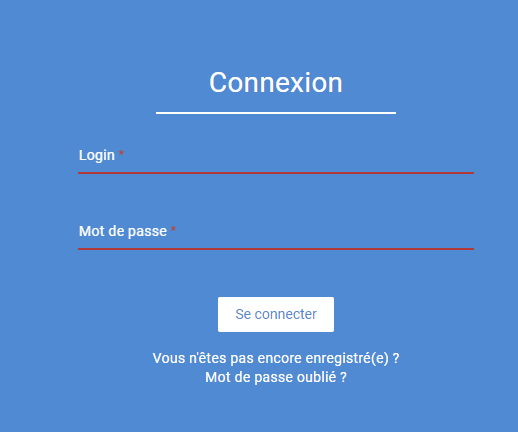 Connexion
Login *
Mot de passe *
Se connecter
Vous n'êtes pas encore enregistré(e) ?
Mot de passe oublié ?